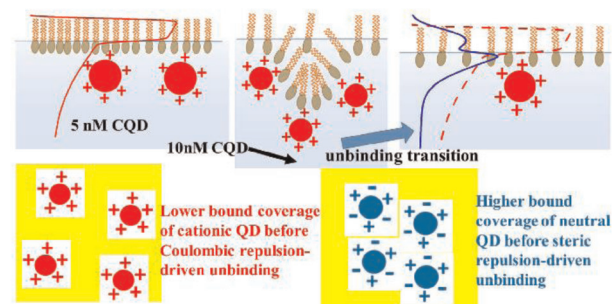 5 nM CQD
10nM CQD
unbinding transition
Lower bound coverage
of cationic QD before
Coulombic repulsion-
driven unbinding
Higher bound
coverage of neutral
QD before steric
repulsion-driven
unbinding